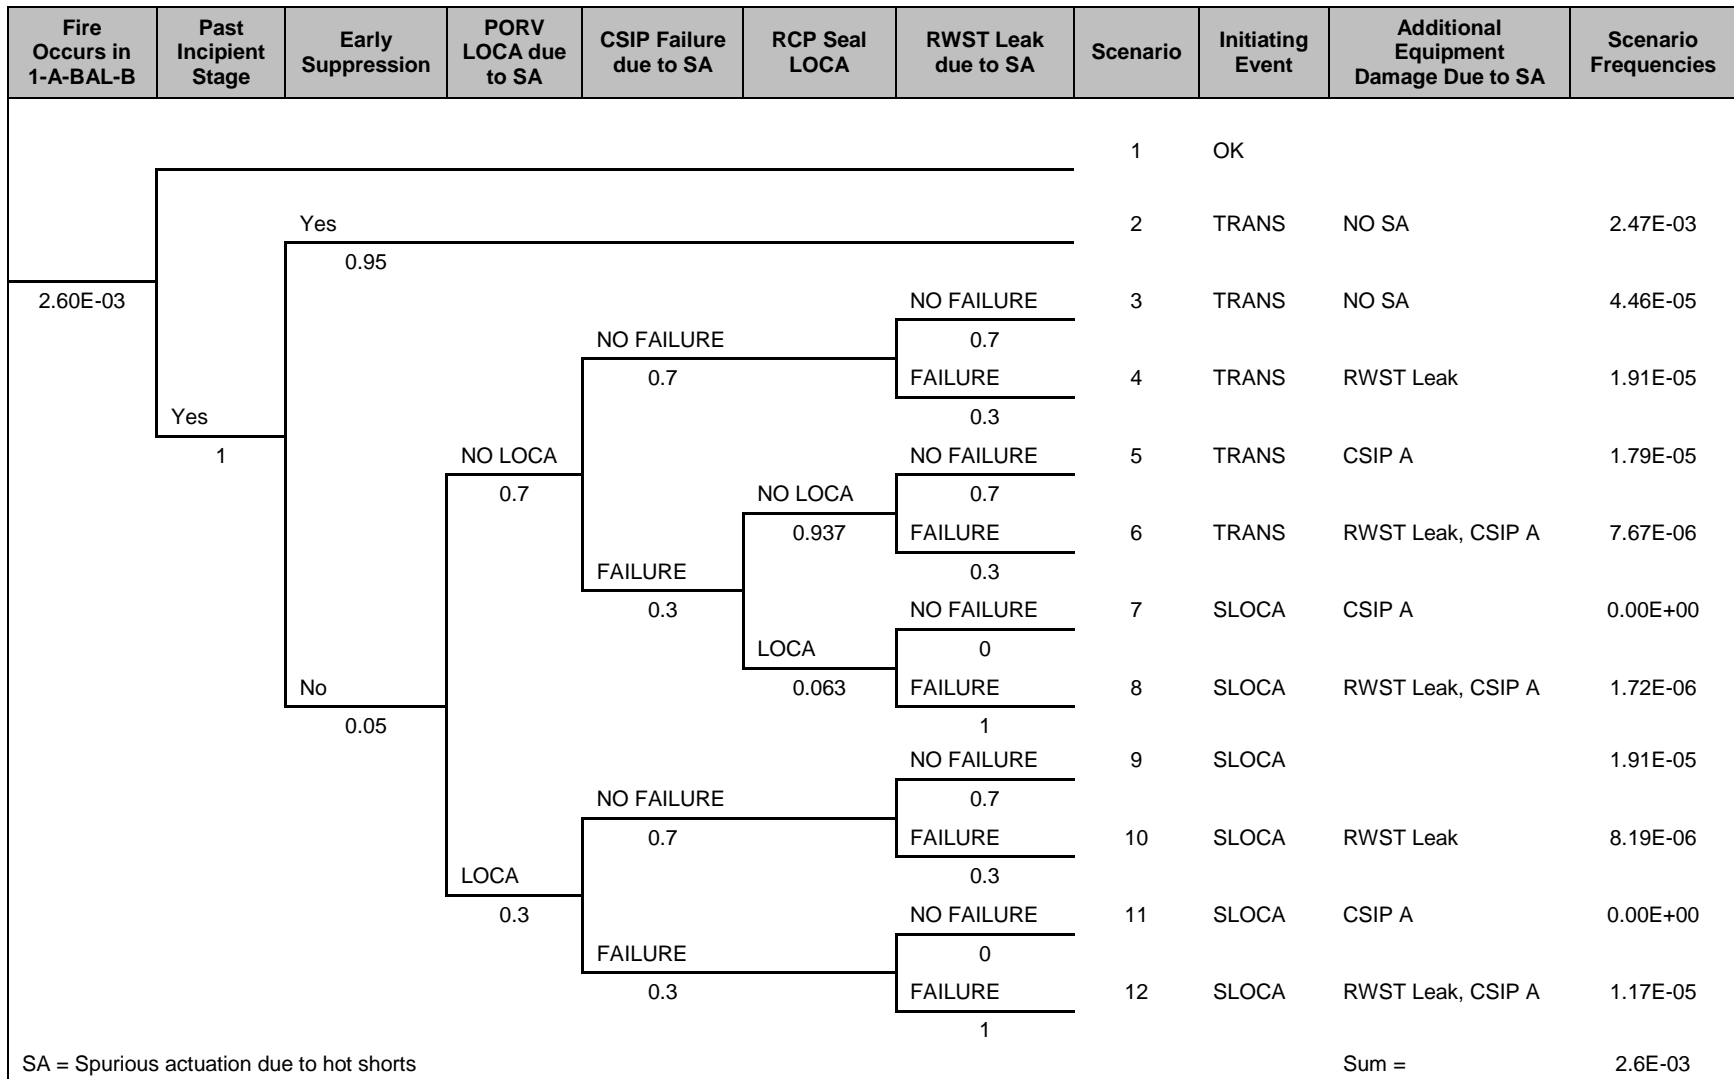 Fire
Occurs in
1-A-BAL-B
Past
Incipient
Stage
Early
Suppression
PORV
LOCA due
to SA
CSIP Failure
due to SA
RCP Seal
LOCA
RWST Leak
due to SA
Scenario
Initiating
Event
Additional
Equipment
Damage Due to SA
Scenario
Frequencies
1 OK
Yes 2 TRANS NO SA 2.47E-03
0.95
2.60E-03 NO FAILURE 3 TRANS NO SA 4.46E-05
NO FAILURE 0.7
0.7 FAILURE 4 TRANS RWST Leak 1.91E-05
Yes 0.3
1 NO LOCA NO FAILURE 5 TRANS CSIP A 1.79E-05
0.7 NO LOCA 0.7
0.937 FAILURE 6 TRANS RWST Leak, CSIP A 7.67E-06
FAILURE 0.3
0.3 NO FAILURE 7 SLOCA CSIP A 0.00E+00
LOCA 0
No 0.063 FAILURE 8 SLOCA RWST Leak, CSIP A 1.72E-06
0.05 1
NO FAILURE 9 SLOCA 1.91E-05
NO FAILURE 0.7
0.7 FAILURE 10 SLOCA RWST Leak 8.19E-06
LOCA 0.3
0.3 NO FAILURE 11 SLOCA CSIP A 0.00E+00
FAILURE 0
0.3 FAILURE 12 SLOCA RWST Leak, CSIP A 1.17E-05
1
SA = Spurious actuation due to hot shorts Sum = 2.6E-03